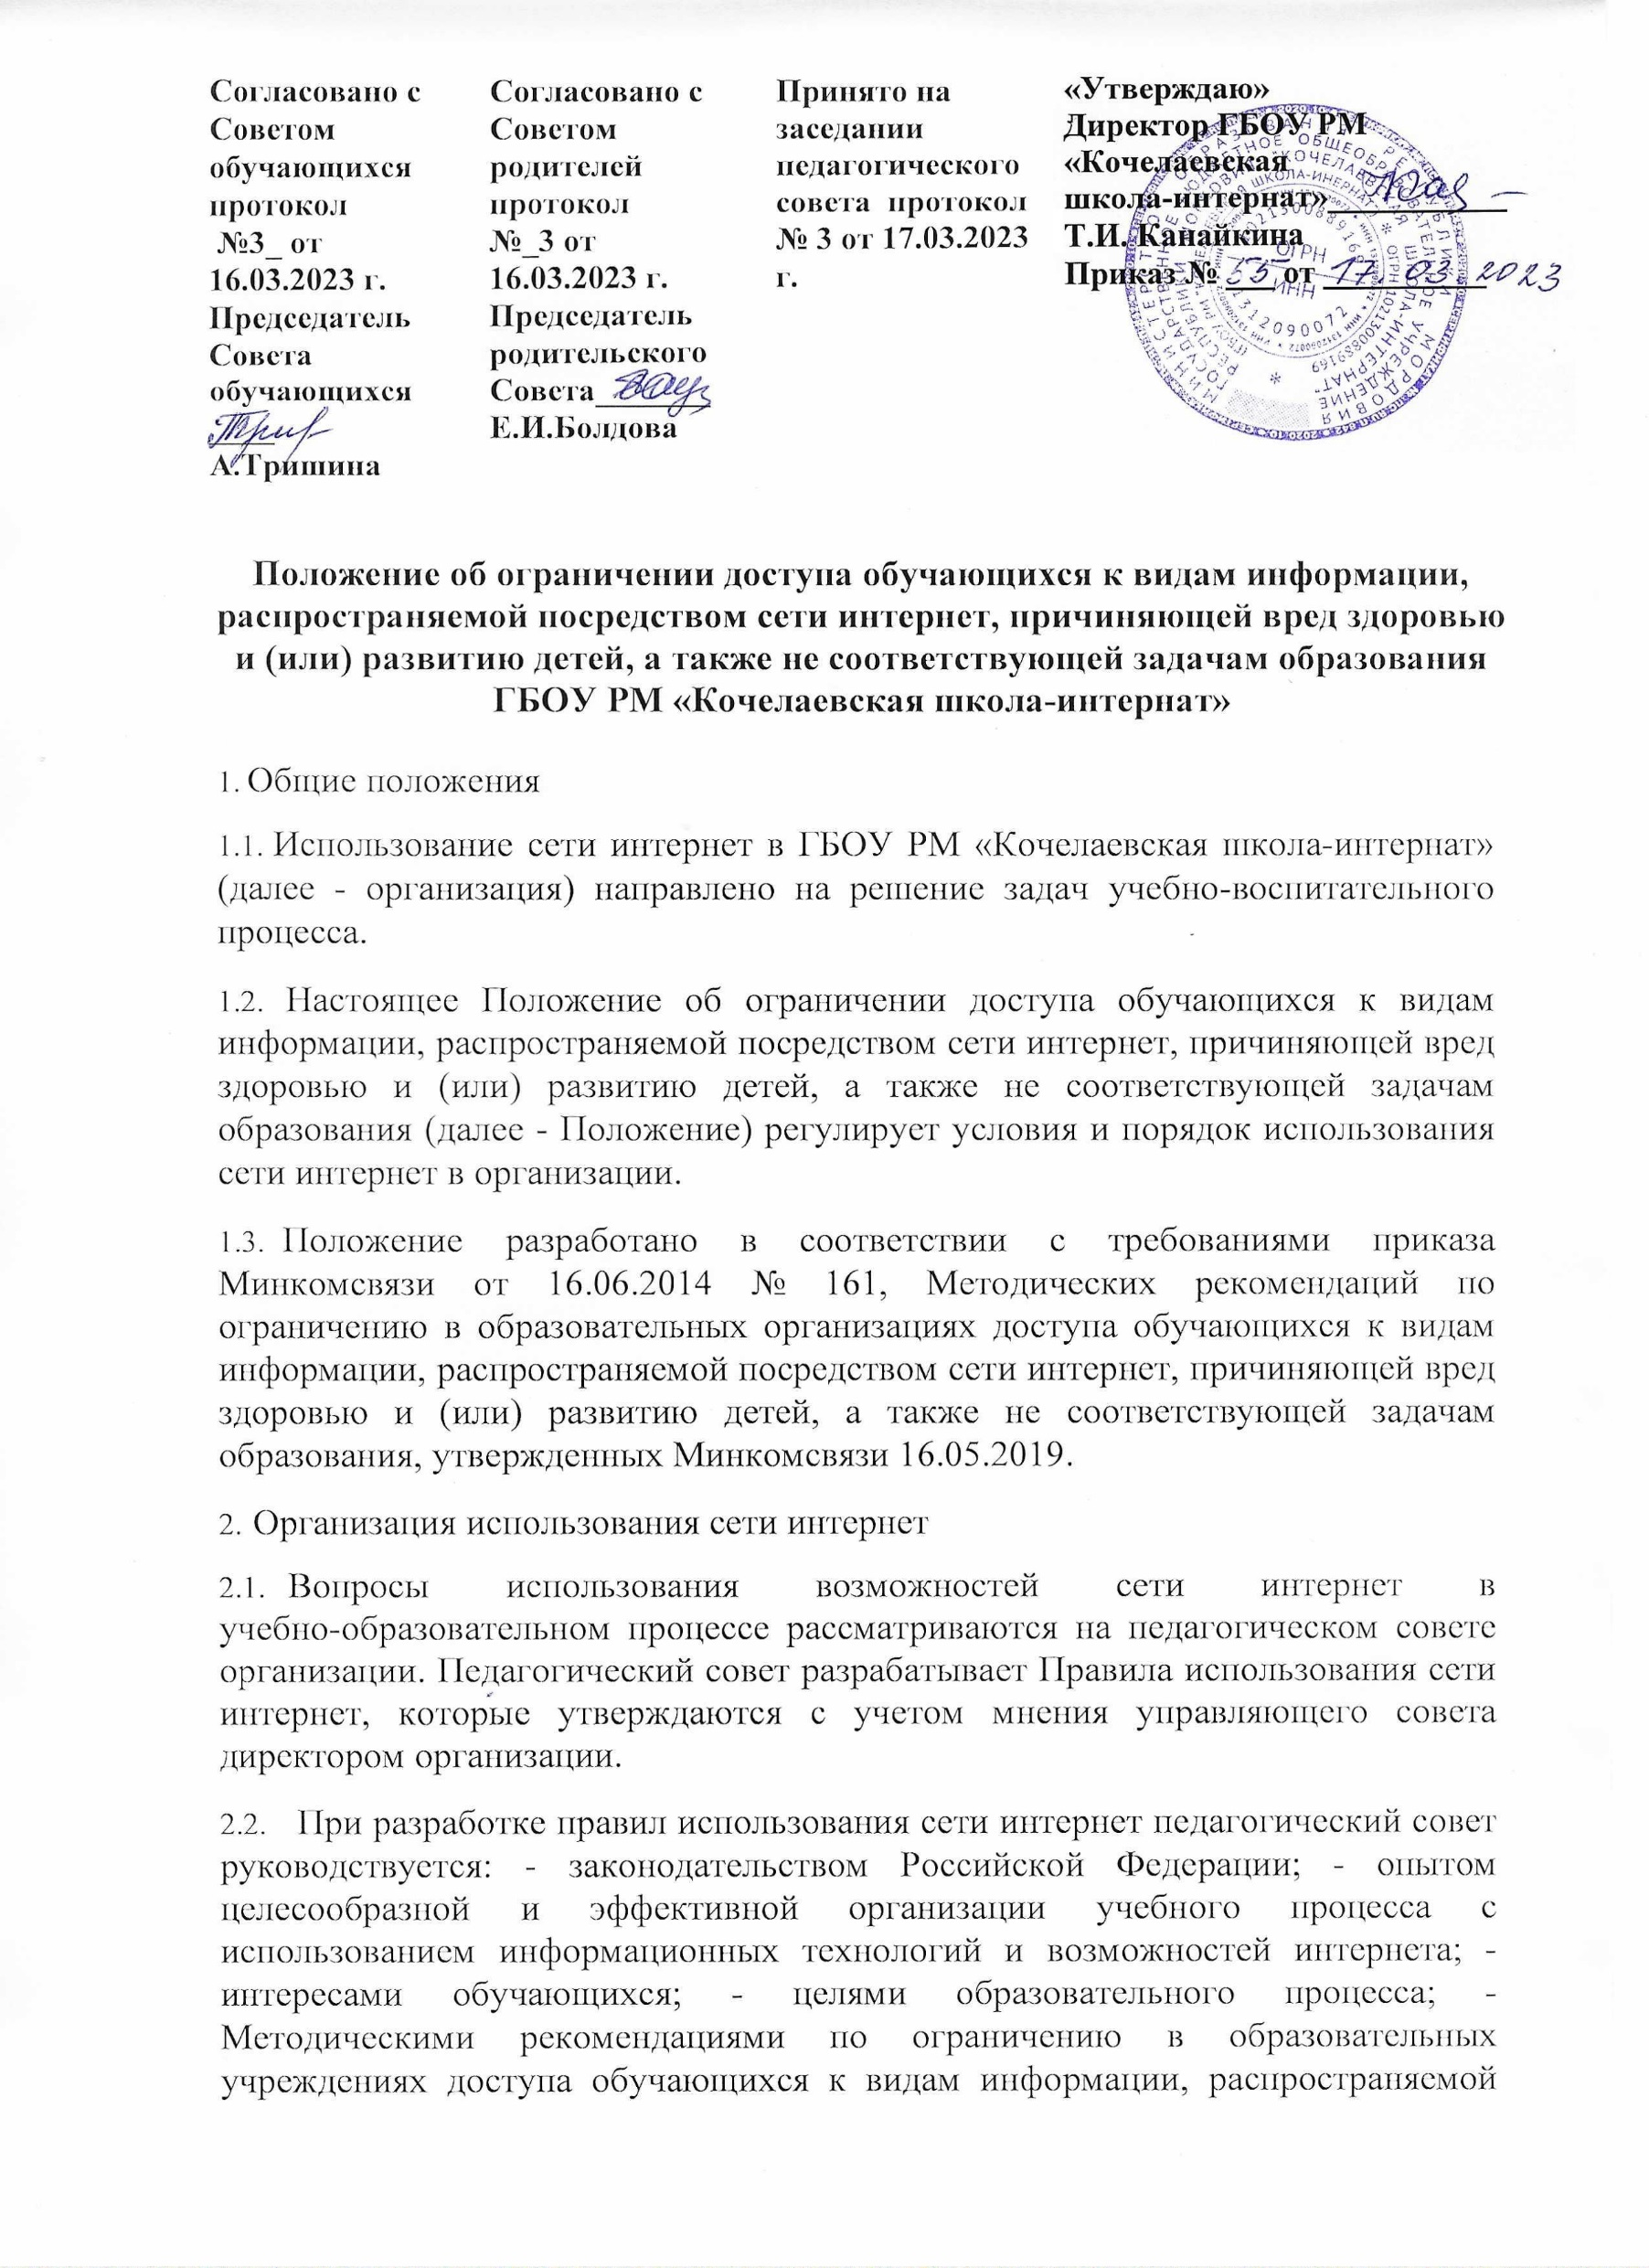 Согласовано с
Советом
обучающихся
протокол
№3_ от
16.03.2023 г.
Председатель
Совета
обучающихся
А.Тришина
Согласовано с
Советом
родителей
протокол
№_3 от
16.03.2023 г.
Председатель
родительского
Совета_______
Е.И.Болдова
Принято на
заседании
педагогического
совета протокол
№ 3 от 17.03.2023
г.
«Утверждаю»
Директор ГБОУ РМ
«Кочелаевская
школа-интернат»
Т.И. Канайкина
Приказ № 53 от 17. 03 2023
ОГРН
ИНН
1312090072
Положение об ограничении доступа обучающихся к видам информации,
распространяемой посредством сети интернет, причиняющей вред здоровью
и (или) развитию детей, а также не соответствующей задачам образования
ГБОУ РМ «Кочелаевская школа-интернат»
1. Общие положения
1.1. Использование сети интернет в ГБОУ РМ «Кочелаевская школа-интернат»
(далее - организация) направлено на решение задач учебно-воспитательного
процесса.
1.2. Настоящее Положение об ограничении доступа обучающихся к видам
информации, распространяемой посредством сети интернет, причиняющей вред
здоровью и (или) развитию детей, а также не соответствующей задачам
образования (далее - Положение) регулирует условия и порядок использования
сети интернет в организации.
1.3. Положение разработано в соответствии с требованиями приказа
Минкомсвязи от 16.06.2014 № 161, Методических рекомендаций по
ограничению в образовательных организациях доступа обучающихся к видам
информации, распространяемой посредством сети интернет, причиняющей вред
здоровью и (или) развитию детей, а также не соответствующей задачам
образования, утвержденных Минкомсвязи 16.05.2019.
2. Организация использования сети интернет
2.1. Вопросы использования возможностей сети интернет в
учебно-образовательном процессе рассматриваются на педагогическом совете
организации. Педагогический совет разрабатывает Правила использования сети
интернет, которые утверждаются с учетом мнения управляющего совета
директором организации.
2.2. При разработке правил использования сети интернет педагогический совет
руководствуется: - законодательством Российской Федерации; - опытом
целесообразной и эффективной организации учебного процесса с
использованием информационных технологий и возможностей интернета; -
интересами обучающихся; - целями образовательного процесса; -
Методическими рекомендациями по ограничению в образовательных
учреждениях доступа обучающихся к видам информации, распространяемой